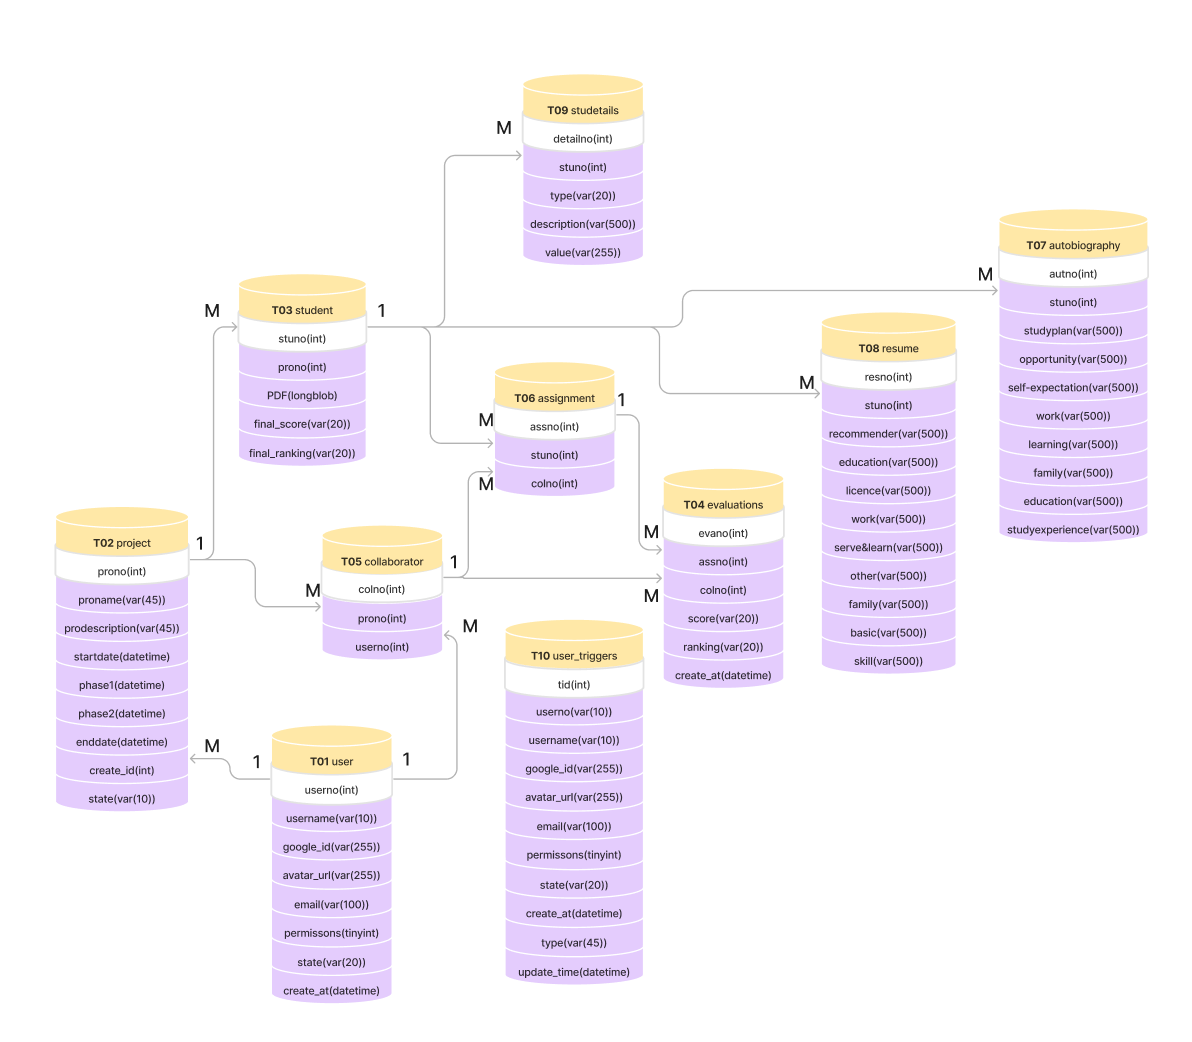 T09 studetails
M
detailno(int)
stuno(int)
type(var(20))
description(var(500))
value(var(255))
T07 autobiography
M
autno(int)
stuno(int)
studyplan(var(500))
opportunity(var(500))
self-expectation(var(500))
work(var(500))
learning(var(500))
family(var(500))
education(var(500))
studyexperience(var(500))
M
T03 student
1
stuno(int)
prono(int)
PDF(longblob)
final_score(var(20))
final_ranking(var(20))
T08 resume
M
resno(int)
stuno(int)
recommender(var(500))
education(var(500))
licence(var(500))
work(var(500))
serve&learn(var(500))
other(var(500))
family(var(500))
basic(var(500))
skill(var(500))
T06 assignment
1
M
assno(int)
stuno(int)
colno(int)
M
T04 evaluations
M
evano(int)
assno(int)
colno(int)
M
score(var(20))
ranking(var(20))
create_at(datetime)
T02 project
1
prono(int)
proname(var(45))
prodescription(var(45))
startdate(datetime)
phase1(datetime)
phase2(datetime)
enddate(datetime)
create_id(int)
state(var(10))
M
T05 collaborator
1
M
colno(int)
prono(int)
userno(int)
M
T10 user_triggers
tid(int)
userno(var(10))
username(var(10))
google_id(var(255))
avatar_url(var(255))
email(var(100))
permissons(tinyint)
state(var(20))
create_at(datetime)
type(var(45))
update_time(datetime)
1
T01 user
1
userno(int)
username(var(10))
google_id(var(255))
avatar_url(var(255))
email(var(100))
permissons(tinyint)
state(var(20))
create_at(datetime)